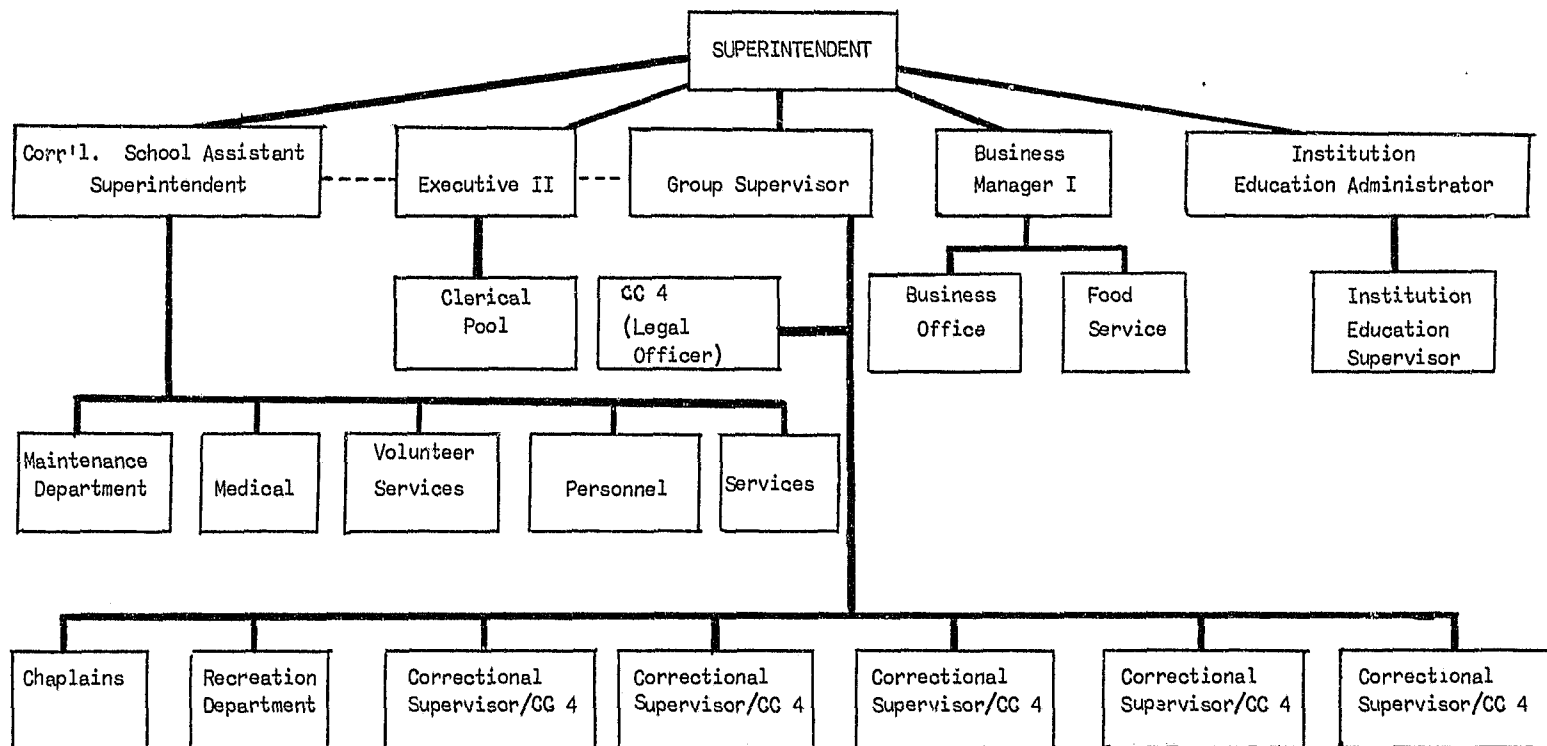 SUPERINTENDENT
Corr'l. School Assistant
Superintendent
Executive II
Group Supervisor
Business
Manager I
Institution
Education Administrator
Clerical
Pool
CC 4
(Legal
Officer)
Business
Office
Food
Service
Institution
Education
Supervisor
Maintenance
Department
Medical
Volunteer
Services
Personnel
Services
Chaplains
Recreation
Department
Correctional
Supervisor/CC 4
Correctional
Supervisor/CC 4
Correctional
Supervisor/CC 4
Correctional
Supervisor/CC 4
Correctional
Supervisor/CC 4